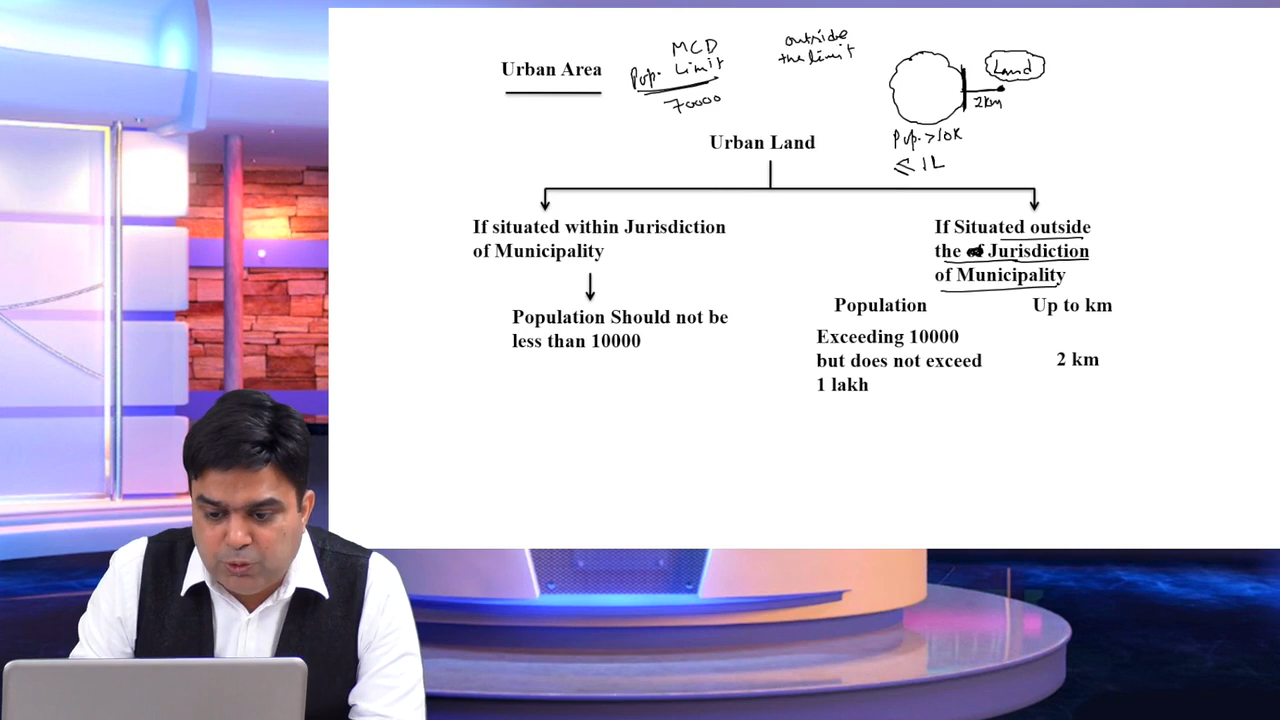 Urban Area
MCD
Pop. Limit
70000
outside
the limit
Land
2km
Pop. > 10K
≤ 1L
Urban Land
If situated within Jurisdiction
of Municipality
Population Should not be
less than 10000
If Situated outside
the Jurisdiction
of Municipality
Population Up to km
Exceeding 10000
but does not exceed
1 lakh
2 km